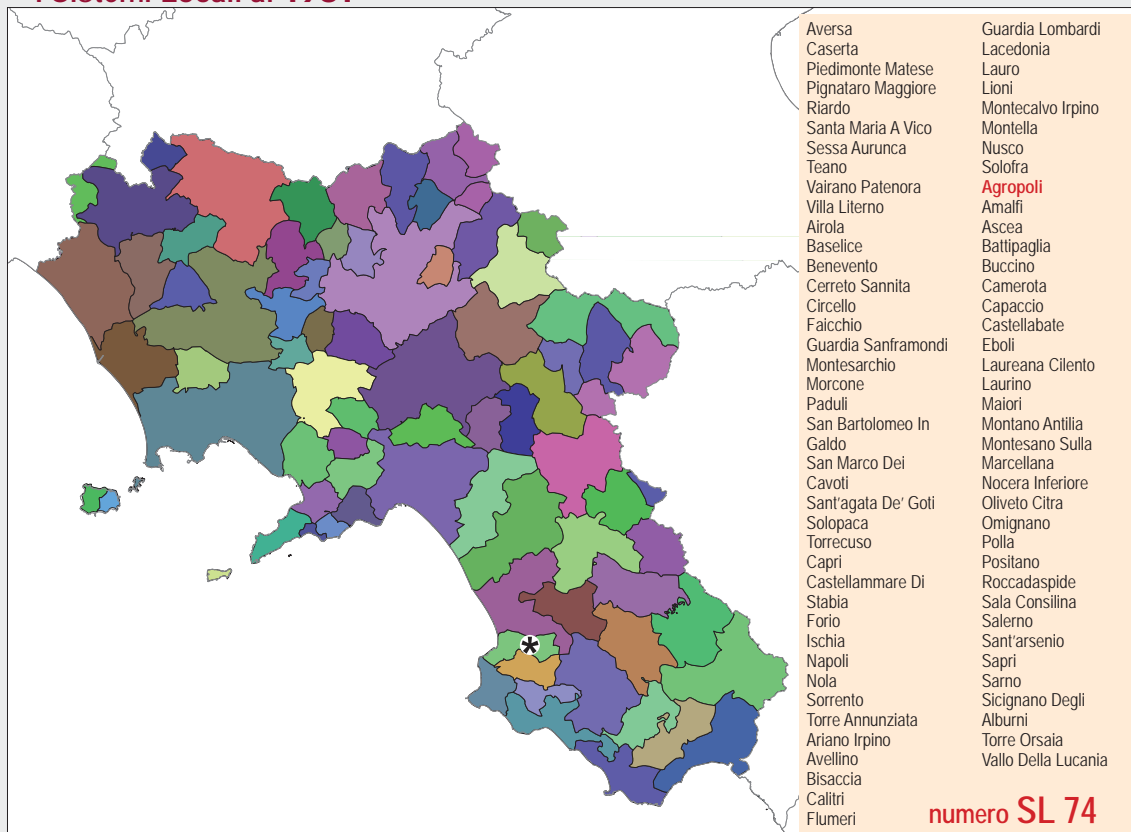 Sistemi Locali al
Aversa
Caserta
Piedimonte Matese
Pignataro Maggiore
Riardo
Santa Maria A Vico
Sessa Aurunca
Teano
Vairano Patenora
Villa Literno
Airola
Baselice
Benevento
Cerreto Sannita
Circello
Faicchio
Guardia Sanframondi
Montesarchio
Morcone
Paduli
San Bartolomeo In
Galdo
San Marco Dei
Cavoti
Sant'agata De' Goti
Solopaca
Torrecuso
Capri
Castellammare Di
Stabia
Forio
Ischia
Napoli
Nola
Sorrento
Torre Annunziata
Ariano Irpino
Avellino
Bisaccia
Calitri
Flumeri
Guardia Lombardi
Lacedonia
Lauro
Lioni
Montecalvo Irpino
Montella
Nusco
Solofra
Agropoli
Amalfi
Ascea
Battipaglia
Buccino
Camerota
Capaccio
Castellabate
Eboli
Laureana Cilento
Laurino
Maiori
Montano Antilia
Montesano Sulla
Marcellana
Nocera Inferiore
Oliveto Citra
Omignano
Polla
Positano
Roccadaspide
Sala Consilina
Salerno
Sant'arsenio
Sapri
Sarno
Sicignano Degli
Alburni
Torre Orsaia
Vallo Della Lucania
numero SL 74